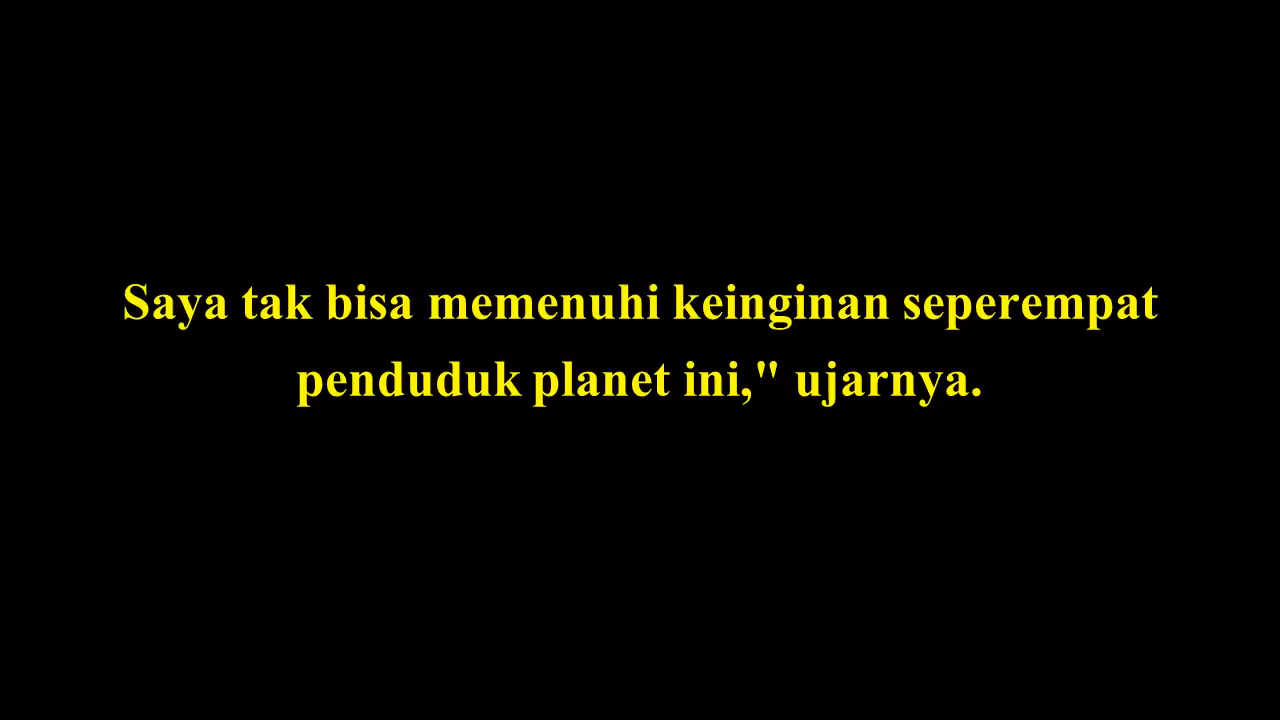 Saya tak bisa memenuhi keinginan seperempat
penduduk planet ini," ujarnya.